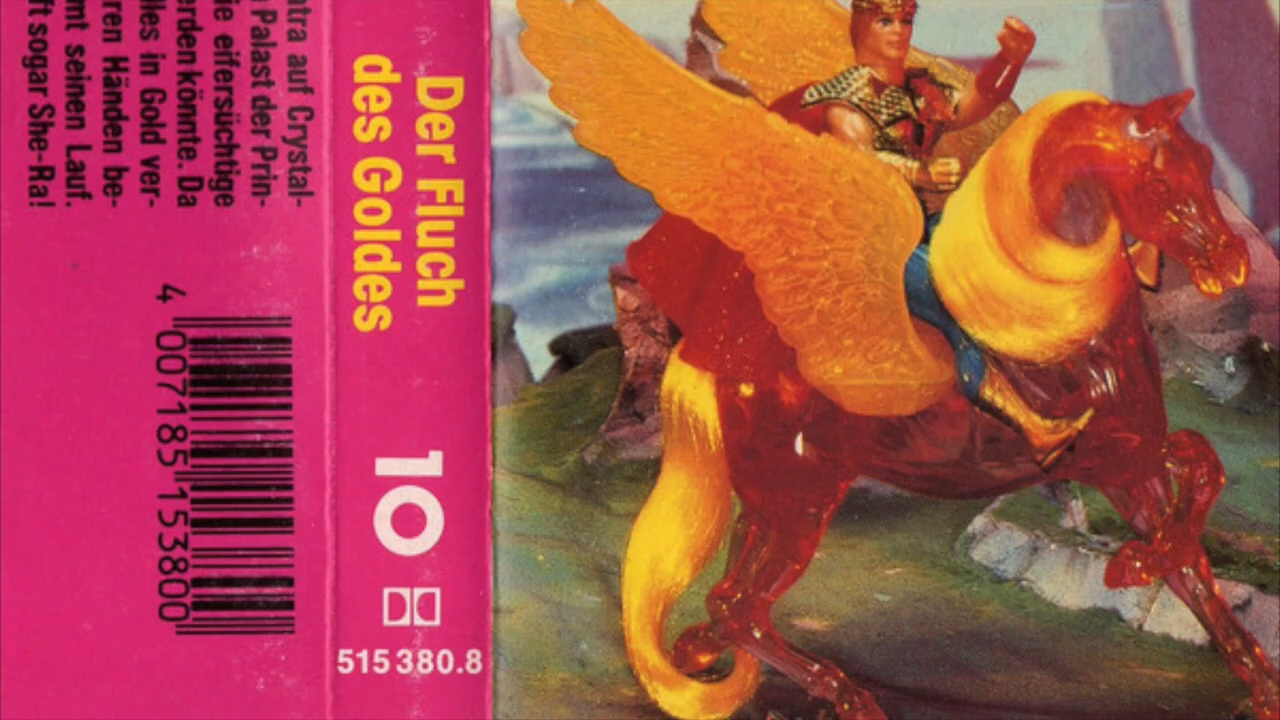 atra auf Crystal-
Palast der Prin-
ie eifersüchtige
erden könnte. Da
lles in Gold ver-
ren Händen be-
mt seinen Lauf.
ft sogar She-Ra!
4 007185 153800
Der Fluch
des Goldes
10
515 380.8